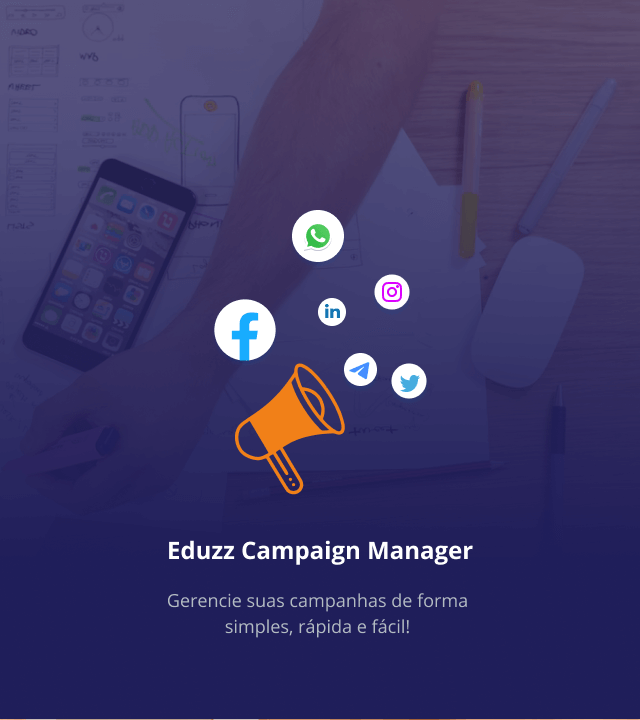 Eduzz Campaign Manager
Gerencie suas campanhas de forma
simples, rápida e fácil!